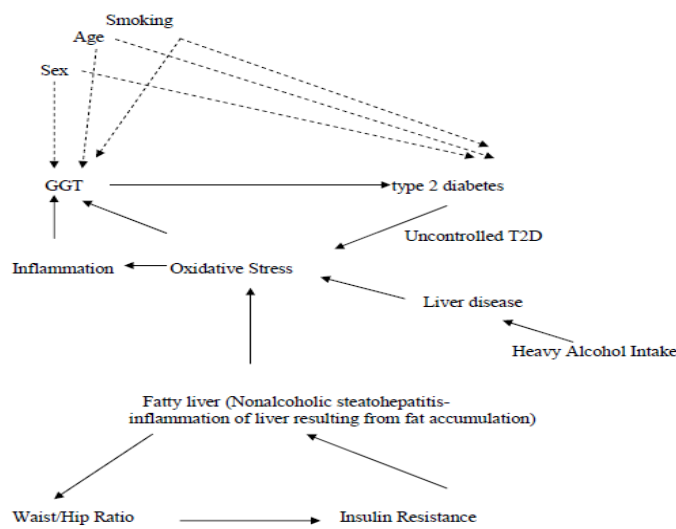 Smoking
Age
Sex
GGT
type 2 diabetes
Uncontrolled T2D
Inflammation
Oxidative Stress
Liver disease
Heavy Alcohol Intake
Fatty liver (Nonalcoholic steatohepatitis-
inflammation of liver resulting from fat accumulation)
Waist/Hip Ratio
Insulin Resistance